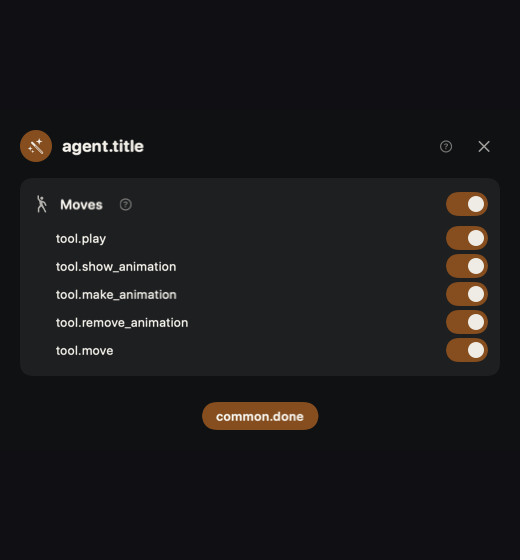 agent.title
Moves
tool.play
tool.show_animation
tool.make_animation
tool.remove_animation
tool.move
common.done